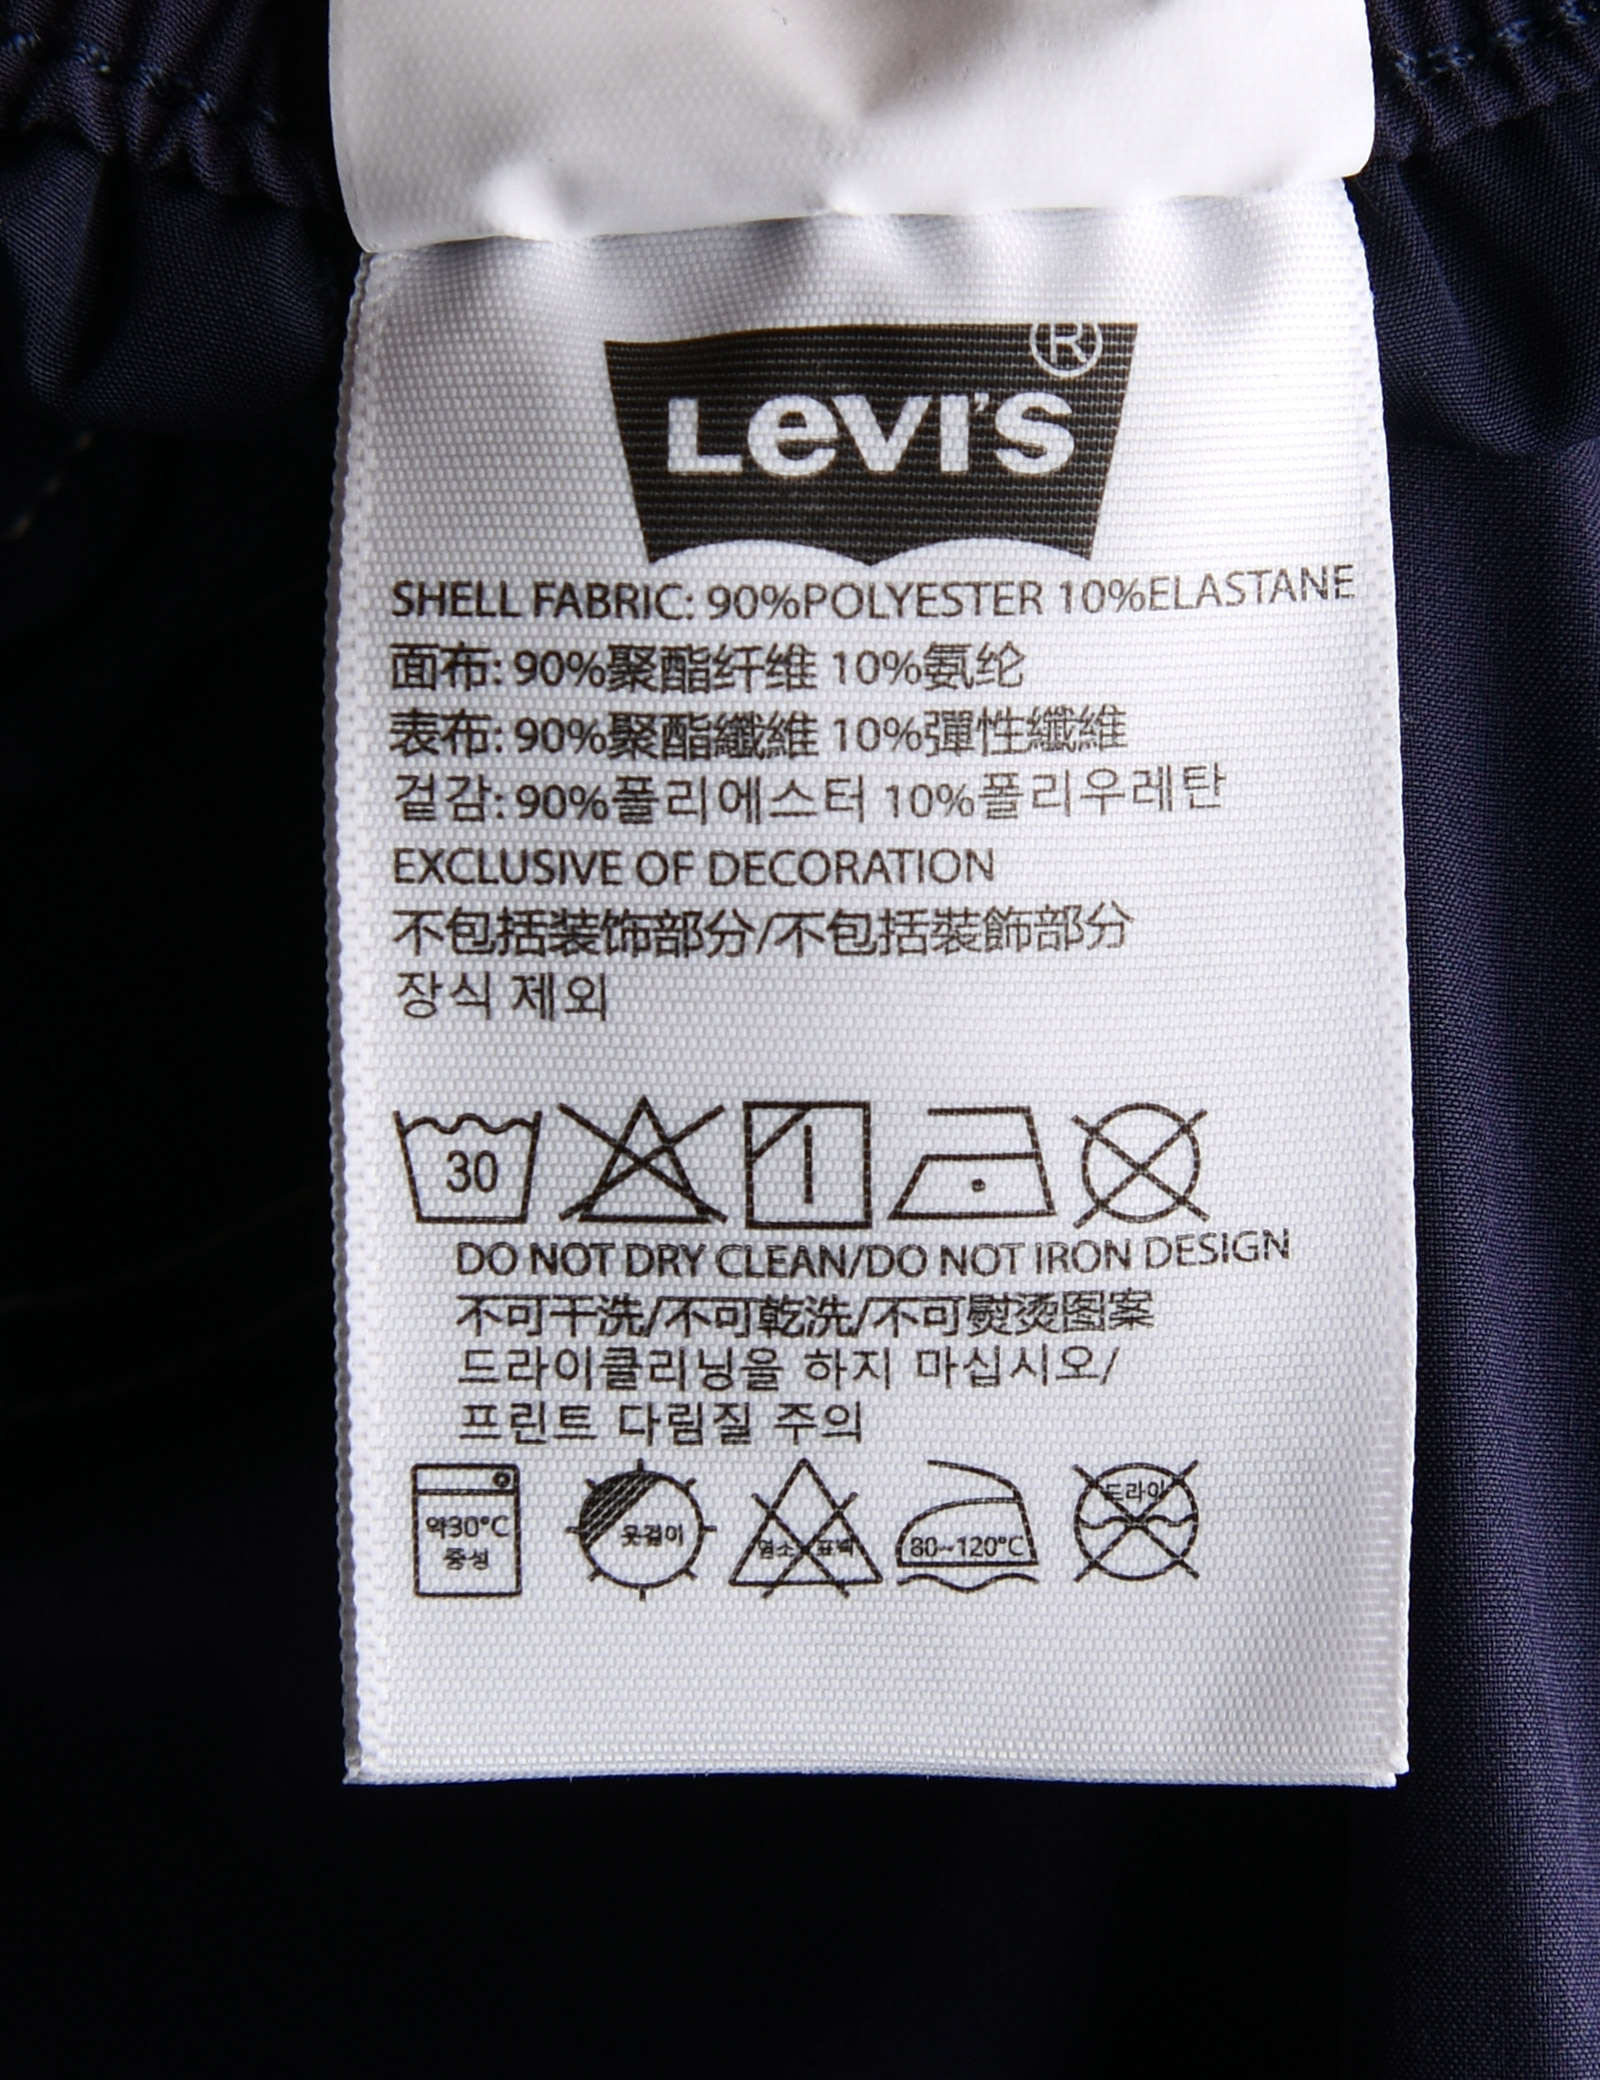 LEVI'S ®
SHELL FABRIC: 90%POLYESTER 10%ELASTANE
面布: 90%聚酯纤维 10%氨纶
表布: 90%聚酯纖維 10%彈性纖維
겉감: 90%폴리에스터 10%폴리우레탄
EXCLUSIVE OF DECORATION
不包括装饰部分/不包括裝飾部分
장식 제외
30
DO NOT DRY CLEAN/DO NOT IRON DESIGN
不可干洗/不可乾洗/不可熨烫图案
드라이클리닝을 하지 마십시오/
프린트 다림질 주의
약30°C 옷걸이 염소 표백 80~120°C 드라이
중성